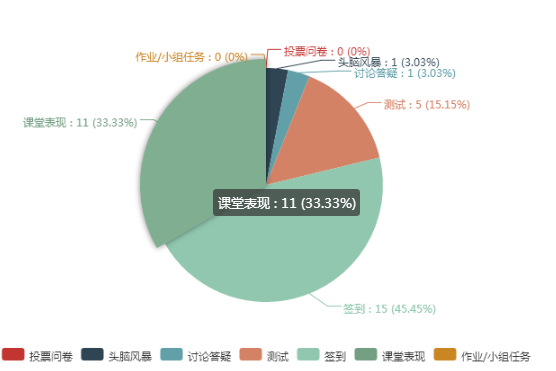 投票问卷 : 0 (0%)
作业/小组任务 : 0 (0%)
头脑风暴 : 1 (3.03%)
讨论答疑 : 1 (3.03%)
测试 : 5 (15.15%)
课堂表现 : 11 (33.33%)
课堂表现 : 11 (33.33%)
签到 : 15 (45.45%)
投票问卷 头脑风暴 讨论答疑 测试 签到 课堂表现 作业/小组任务